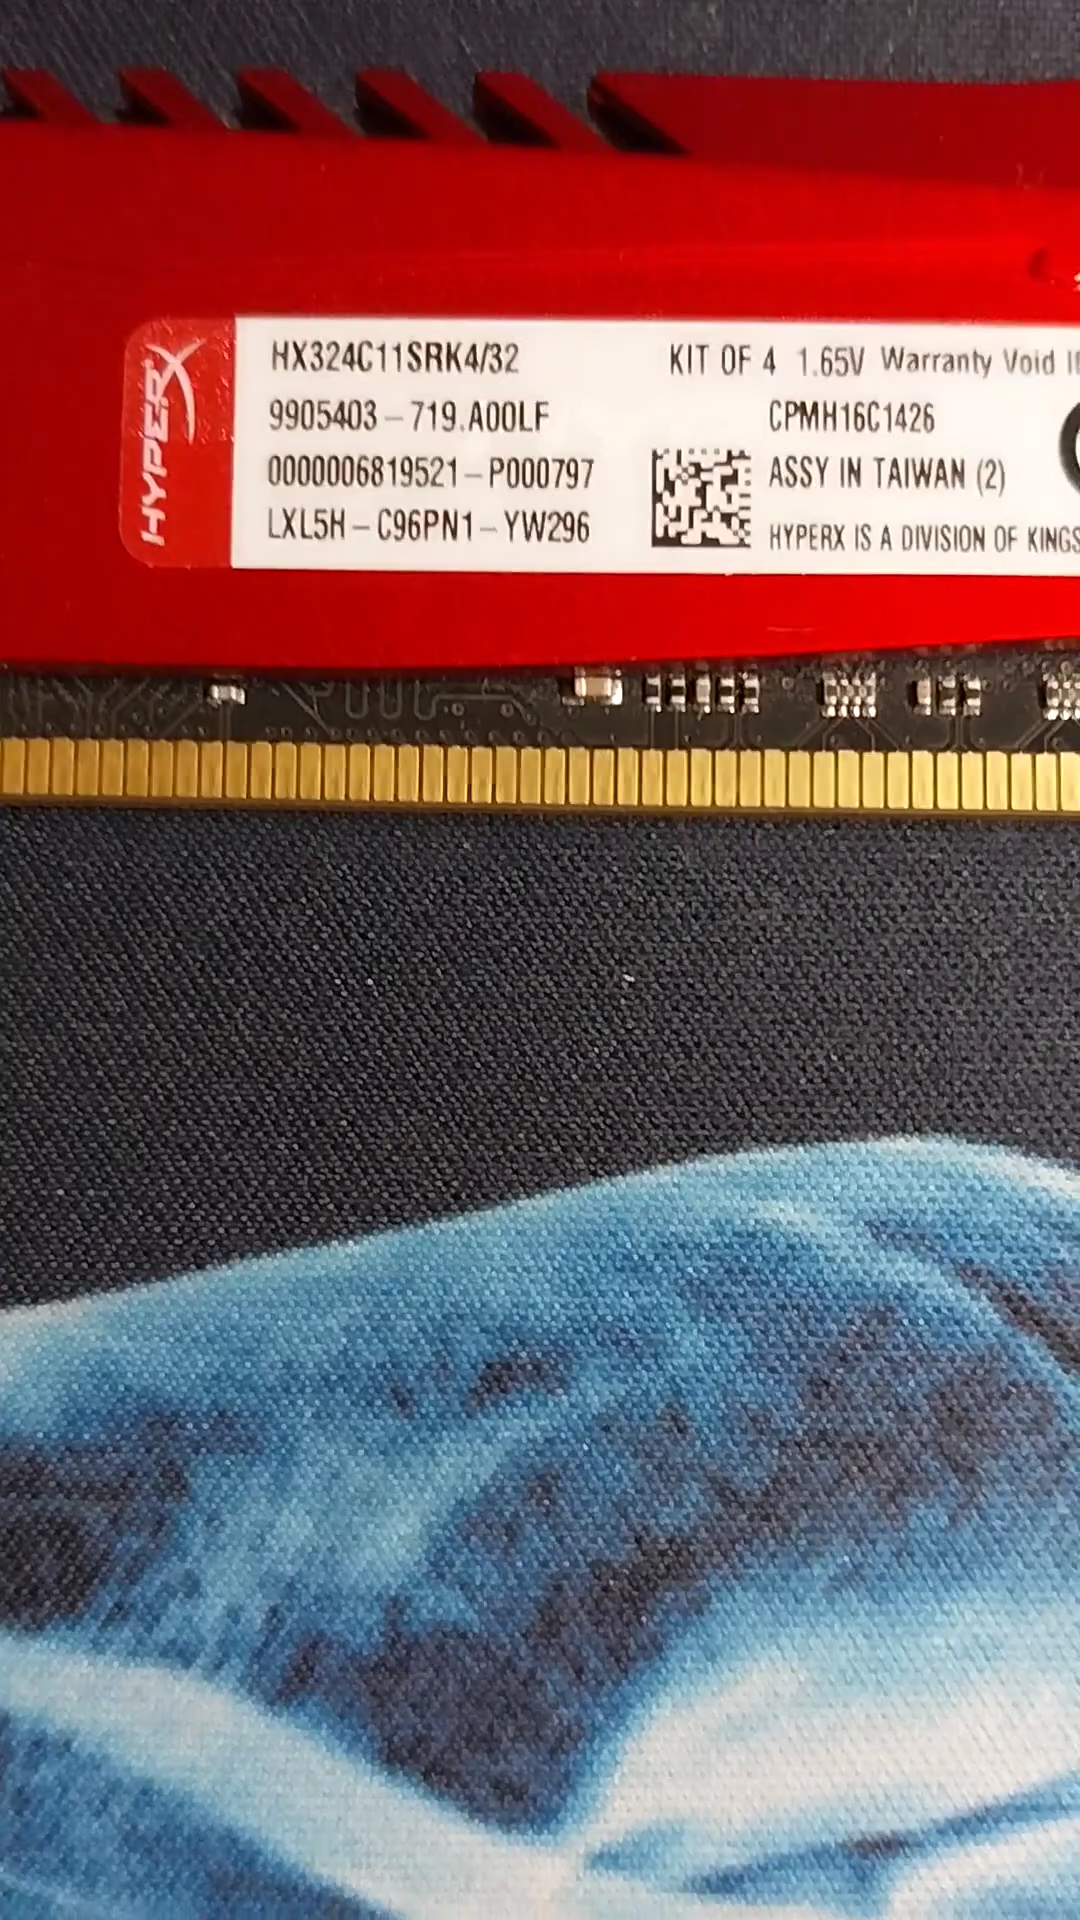 HYPERX
HX324C11SRK4/32
9905403-719.A00LF
0000006819521-P000797
LXL5H-C96PN1-YW296
KIT OF 4 1.65V Warranty Void
CPMH16C1426
ASSY IN TAIWAN (2)
HYPERX IS A DIVISION OF KINGS